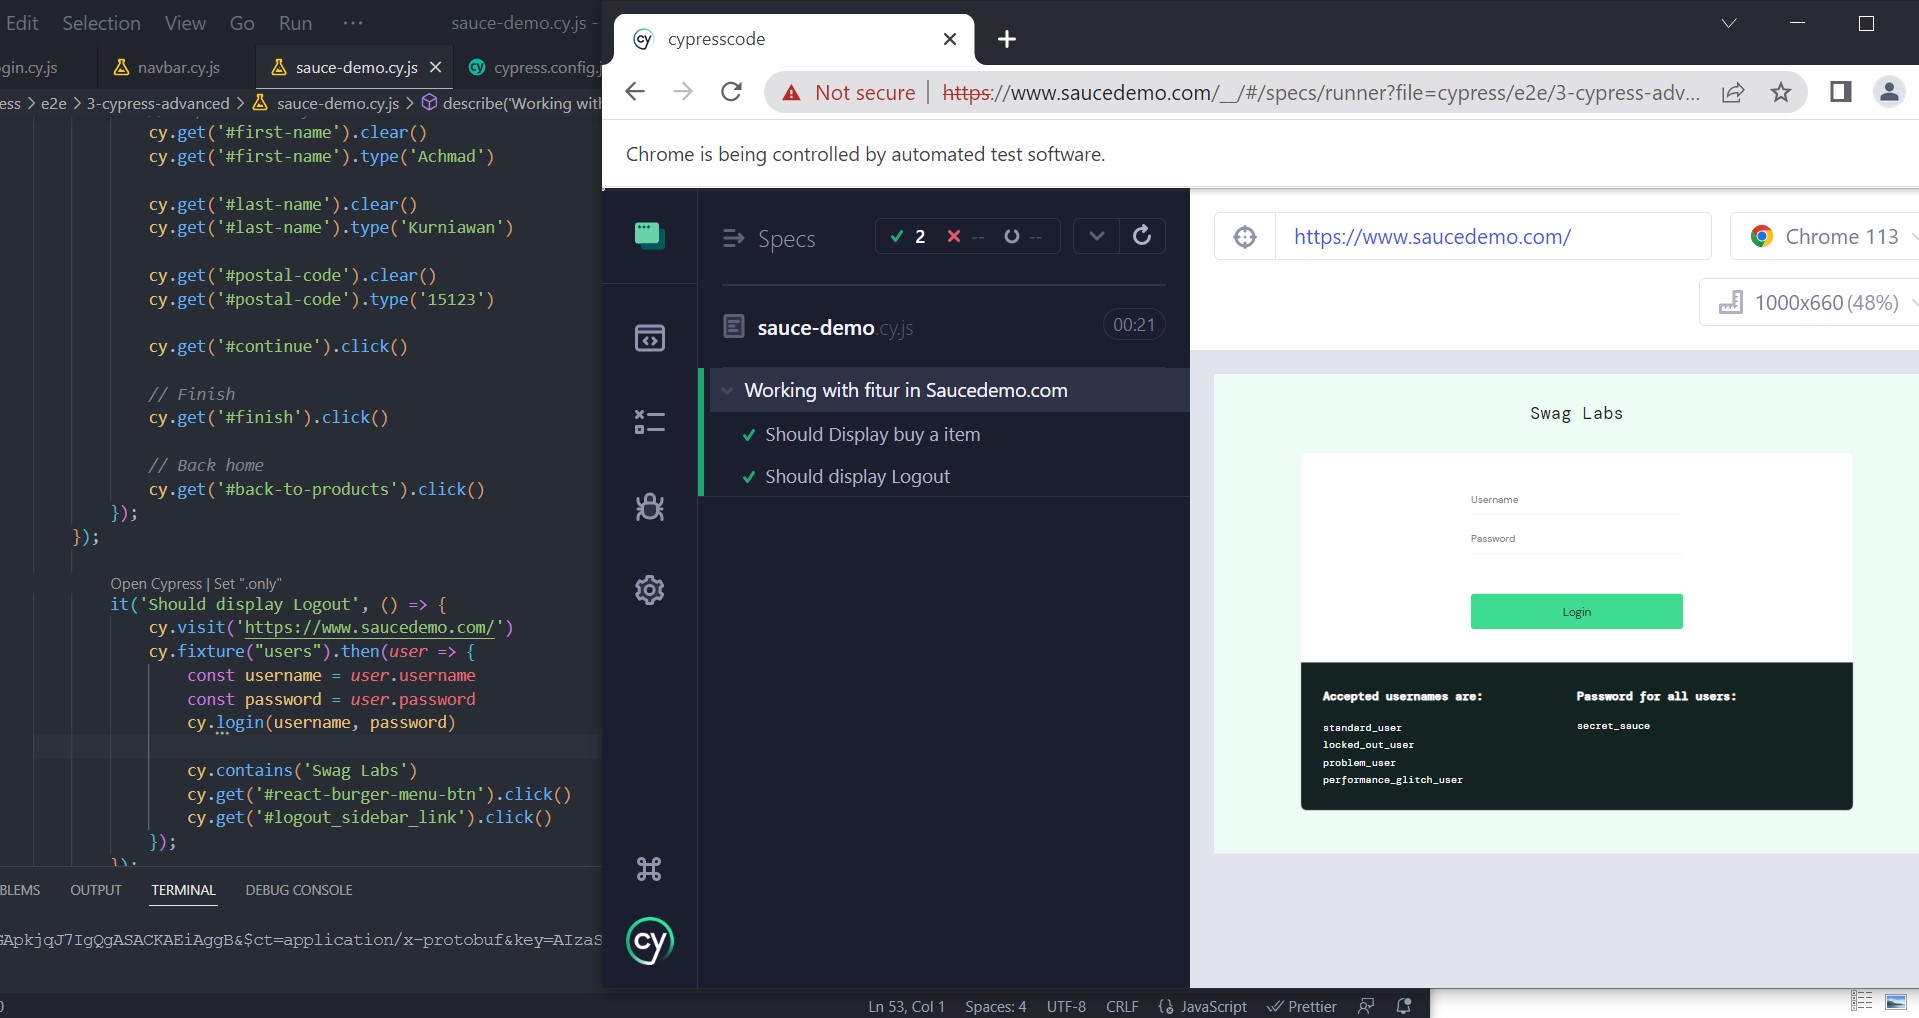 Edit Selection View Go Run ··· sauce-demo.cy.js -
gin.cy.js navbar.cy.js sauce-demo.cy.js cypress.config.j
ess > e2e > 3-cypress-advanced > sauce-demo.cy.js > describe('Working with
cy.get('#first-name').clear()
cy.get('#first-name').type('Achmad')
cy.get('#last-name').clear()
cy.get('#last-name').type('Kurniawan')
cy.get('#postal-code').clear()
cy.get('#postal-code').type('15123')
cy.get('#continue').click()
// Finish
cy.get('#finish').click()
// Back home
cy.get('#back-to-products').click()
});
});
Open Cypress | Set ".only"
it('Should display Logout', () => {
cy.visit('https://www.saucedemo.com/')
cy.fixture("users").then(user => {
const username = user.username
const password = user.password
cy.login(username, password)
cy.contains('Swag Labs')
cy.get('#react-burger-menu-btn').click()
cy.get('#logout_sidebar_link').click()
});
});
BLEMS OUTPUT TERMINAL DEBUG CONSOLE
GApkjqJ7IgQgASACKAEiAggB&$ct=application/x-protobuf&key=AIzaS
Ln 53, Col 1 Spaces: 4 UTF-8 CRLF {} JavaScript Prettier
cypresscode
Not secure | https://www.saucedemo.com/__/#/specs/runner?file=cypress/e2e/3-cypress-adv...
Chrome is being controlled by automated test software.
Specs 2 -- --
sauce-demo.cy.js 00:21
Working with fitur in Saucedemo.com
Should Display buy a item
Should display Logout
cy
https://www.saucedemo.com/ Chrome 113
1000x660 (48%)
Swag Labs
Username
Password
Login
Accepted usernames are:
standard_user
locked_out_user
problem_user
performance_glitch_user
Password for all users:
secret_sauce